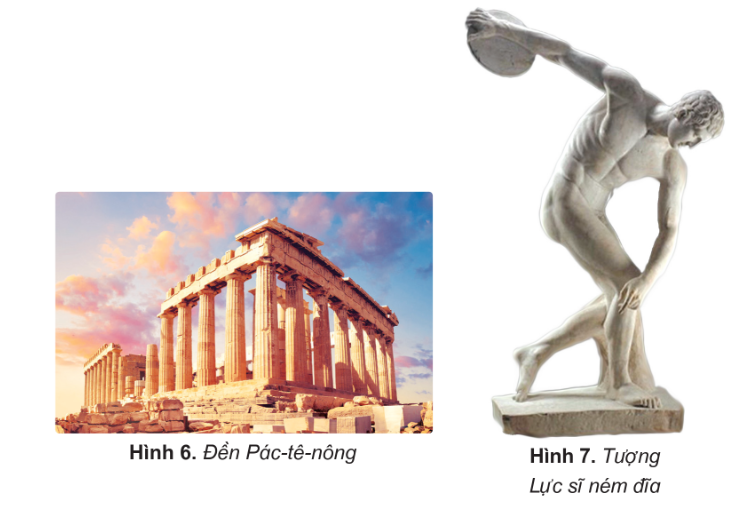 Hình 6. Đền Pác-tê-nông
Hình 7. Tượng
Lực sĩ ném đĩa